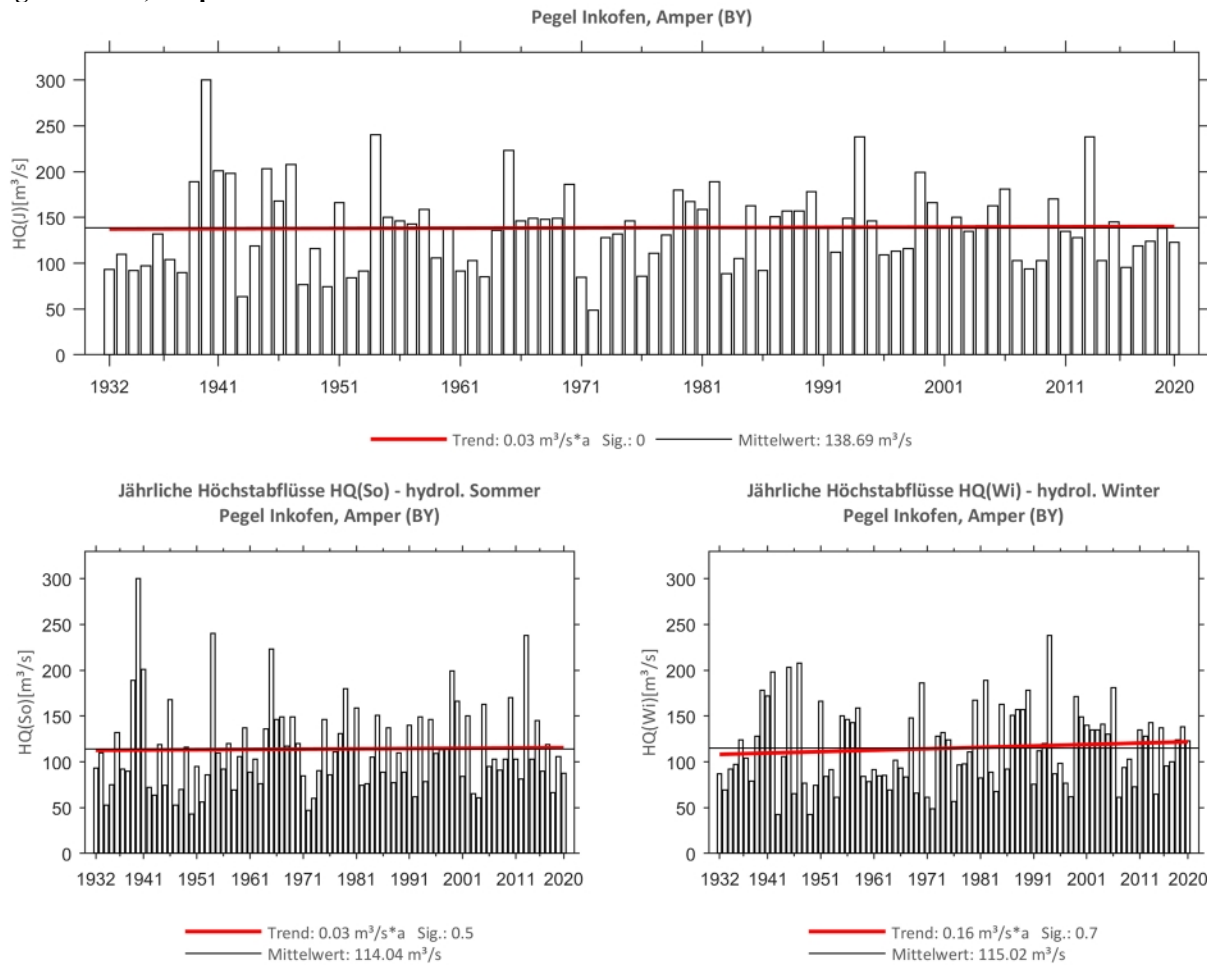 Pegel Inkofen, Amper (BY)
HQ(J)[m³/s]
300
250
200
150
100
50
0
1932 1941 1951 1961 1971 1981 1991 2001 2011 2020
Trend: 0.03 m³/s*a Sig.: 0 Mittelwert: 138.69 m³/s
Jährliche Höchstabflüsse HQ(So) - hydrol. Sommer
Pegel Inkofen, Amper (BY)
HQ(So)[m³/s]
300
250
200
150
100
50
0
1932 1941 1951 1961 1971 1981 1991 2001 2011 2020
Trend: 0.03 m³/s*a Sig.: 0.5
Mittelwert: 114.04 m³/s
Jährliche Höchstabflüsse HQ(Wi) - hydrol. Winter
Pegel Inkofen, Amper (BY)
HQ(Wi)[m³/s]
300
250
200
150
100
50
0
1932 1941 1951 1961 1971 1981 1991 2001 2011 2020
Trend: 0.16 m³/s*a Sig.: 0.7
Mittelwert: 115.02 m³/s